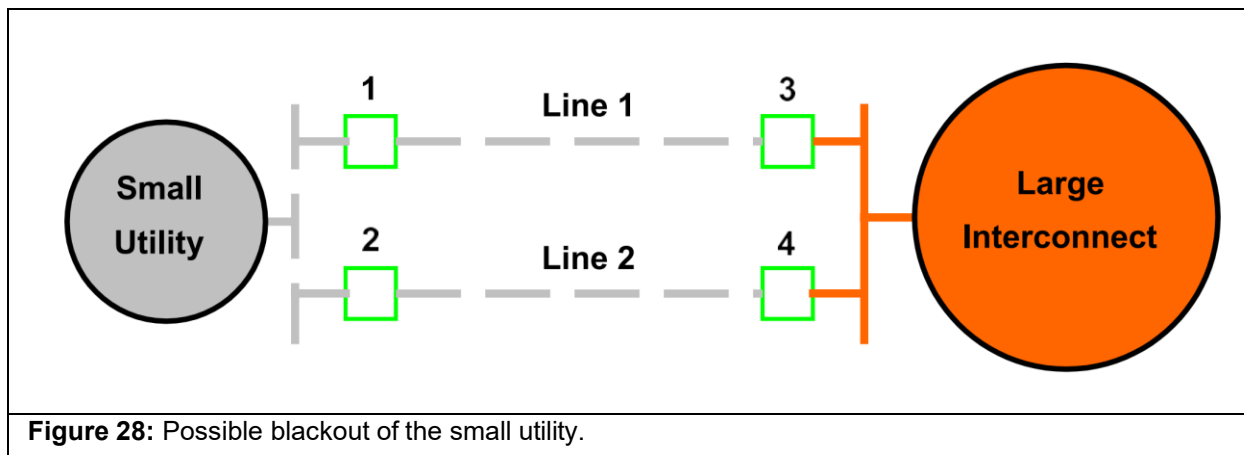 1
3
Line 1
Small
Utility
Large
Interconnect
2
4
Line 2
Figure 28: Possible blackout of the small utility.